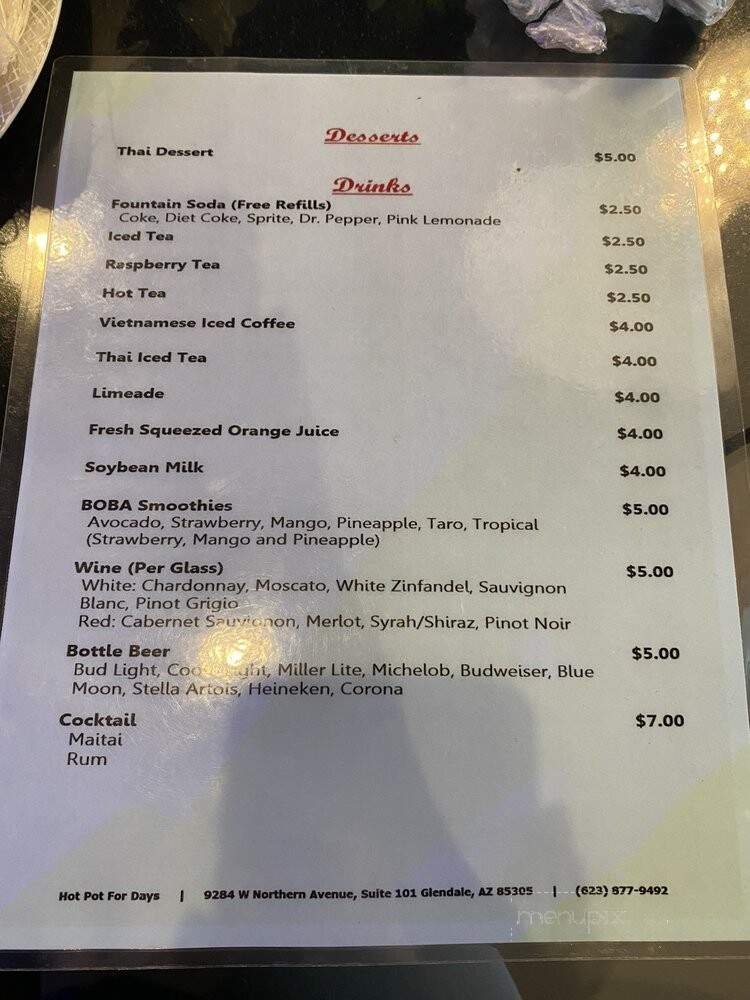 Desserts
Thai Dessert $5.00
Drinks
Fountain Soda (Free Refills) $2.50
Coke, Diet Coke, Sprite, Dr. Pepper, Pink Lemonade
Iced Tea $2.50
Raspberry Tea $2.50
Hot Tea $2.50
Vietnamese Iced Coffee $4.00
Thai Iced Tea $4.00
Limeade $4.00
Fresh Squeezed Orange Juice $4.00
Soybean Milk $4.00
BOBA Smoothies $5.00
Avocado, Strawberry, Mango, Pineapple, Taro, Tropical
(Strawberry, Mango and Pineapple)
Wine (Per Glass) $5.00
White: Chardonnay, Moscato, White Zinfandel, Sauvignon
Blanc, Pinot Grigio
Red: Cabernet Sauvignon, Merlot, Syrah/Shiraz, Pinot Noir
Bottle Beer $5.00
Bud Light, Miller Lite, Michelob, Budweiser, Blue
Moon, Stella Artois, Heineken, Corona
Cocktail $7.00
Maitai
Rum
Hot Pot For Days | 9284 W Northern Avenue, Suite 101 Glendale, AZ 85305 | (623) 877-9492
menupix